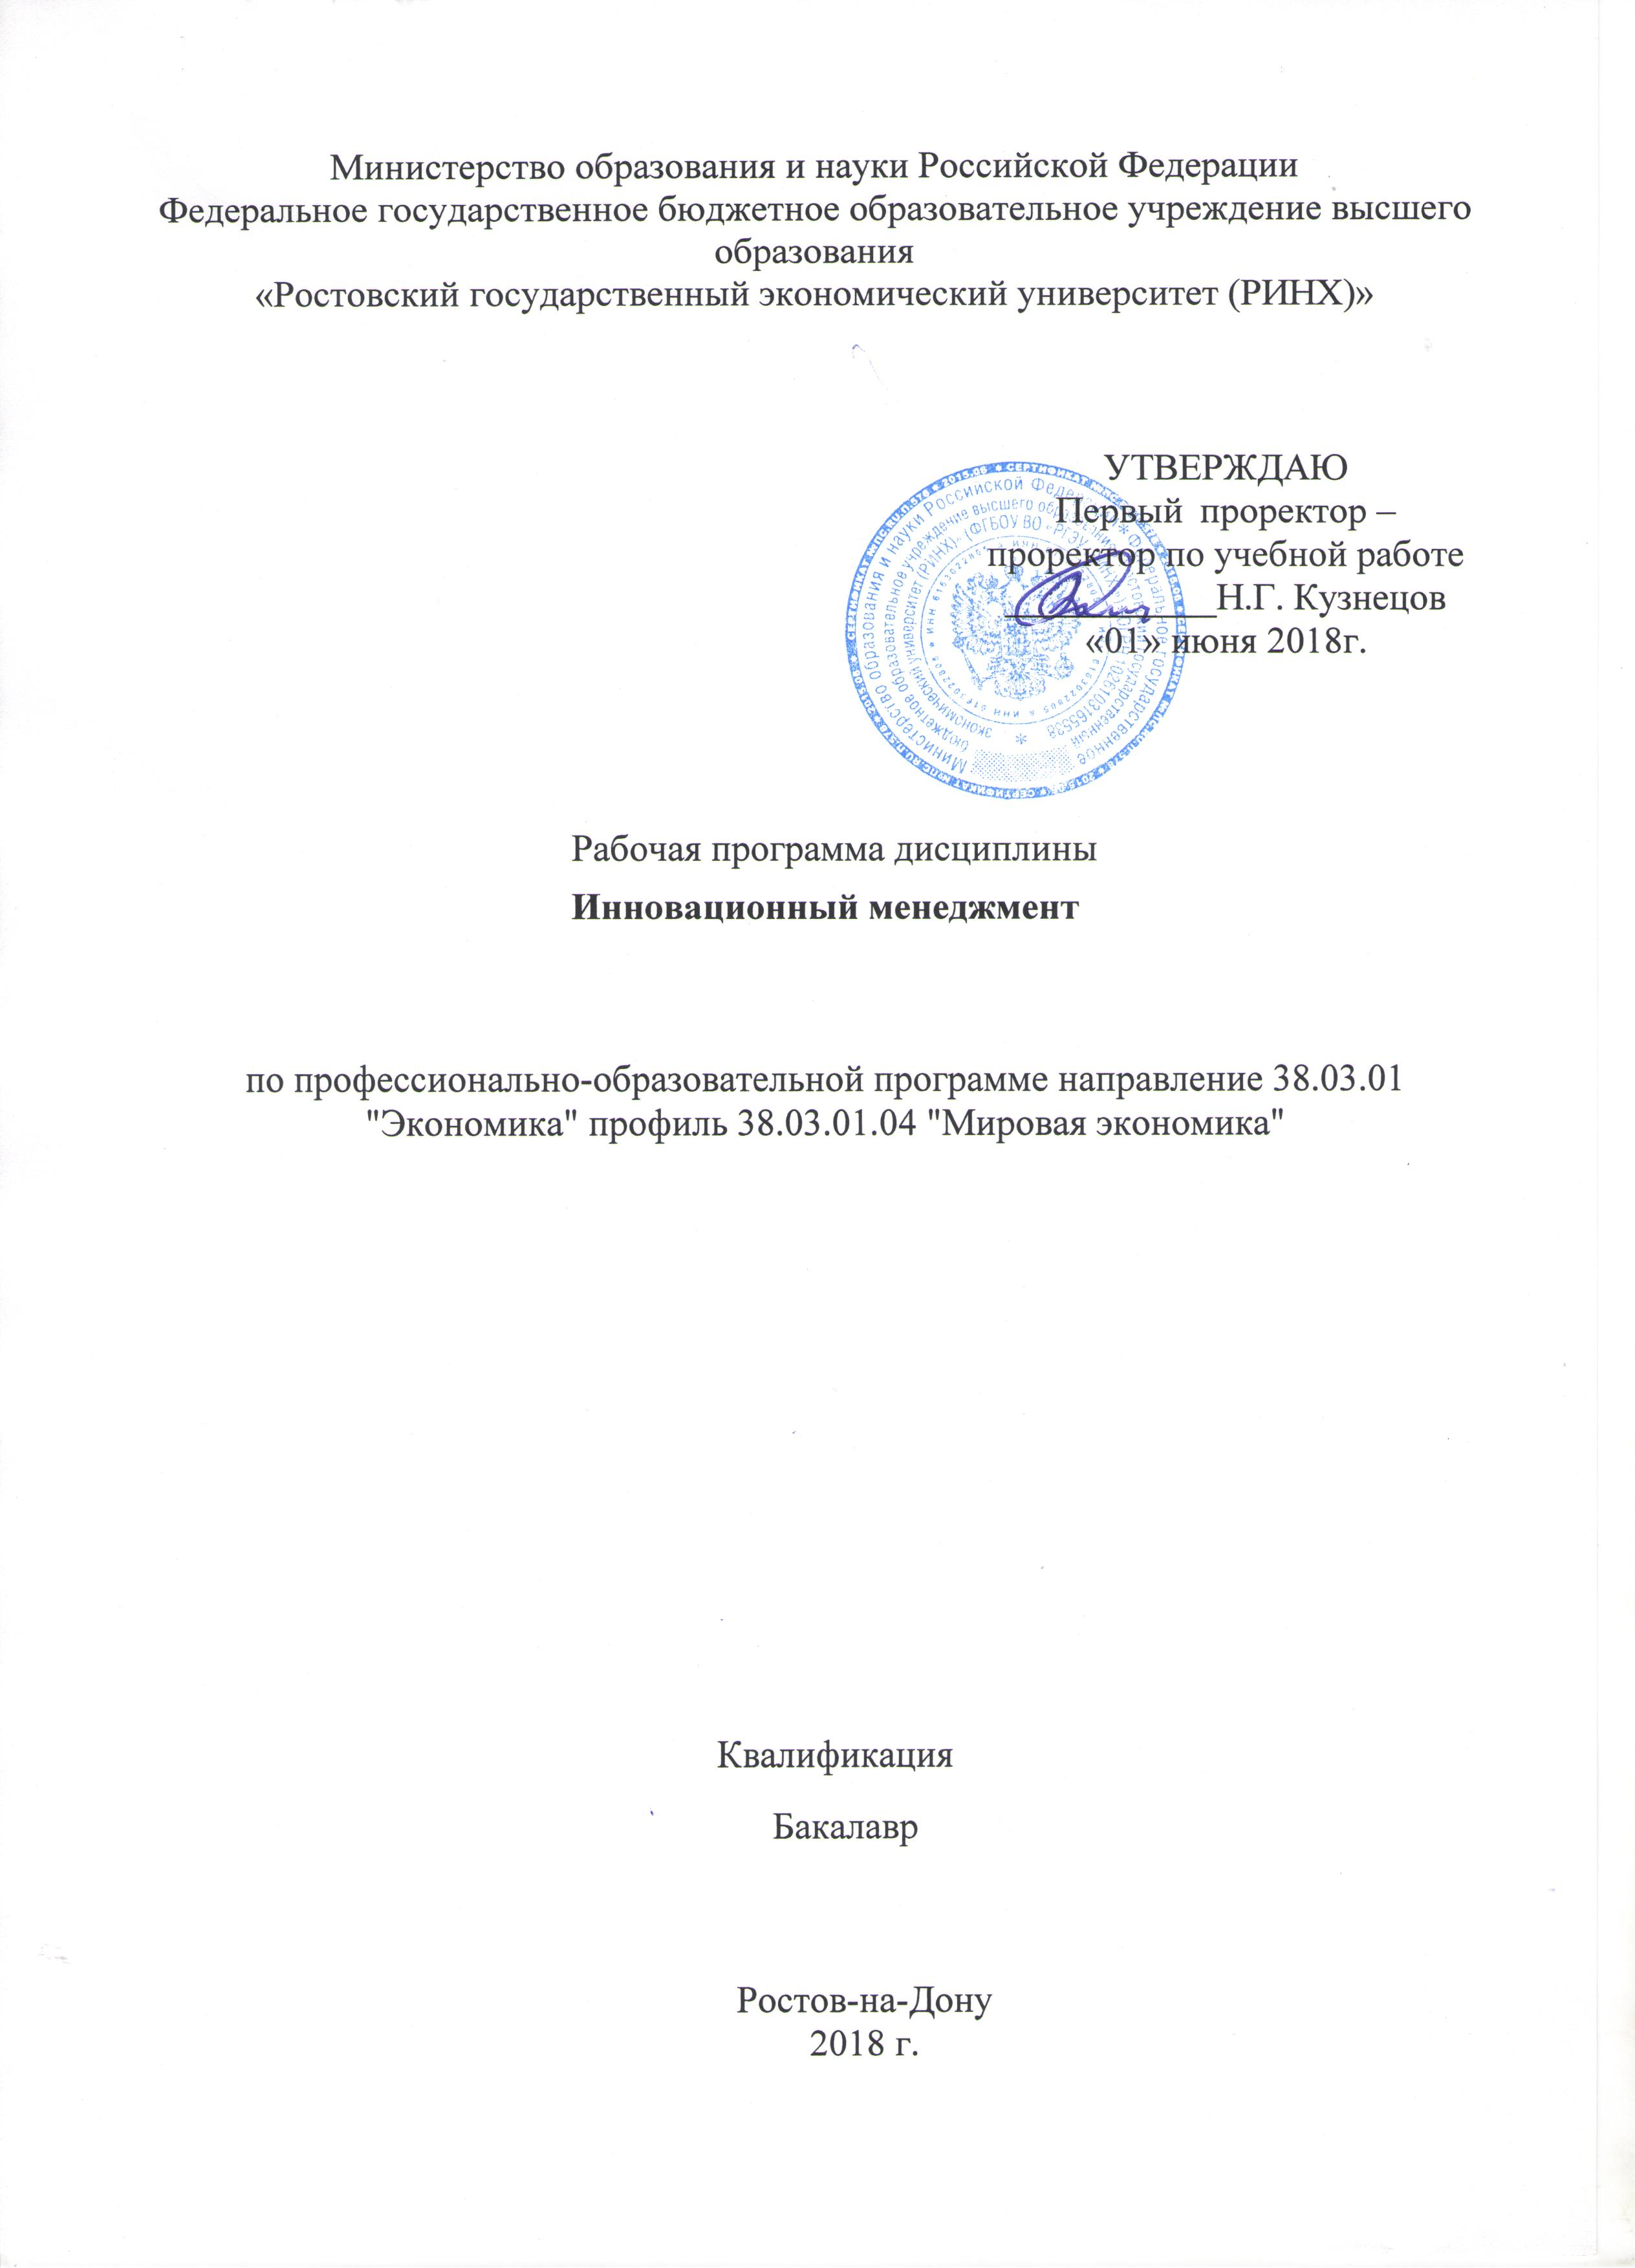 Министерство образования и науки Российской Федерации
Федеральное государственное бюджетное образовательное учреждение высшего
образования
«Ростовский государственный экономический университет (РИНХ)»
УТВЕРЖДАЮ
Первый проректор –
проректор по учебной работе
____________Н.Г. Кузнецов
«01» июня 2018г.
Рабочая программа дисциплины
Инновационный менеджмент
по профессионально-образовательной программе направление 38.03.01
"Экономика" профиль 38.03.01.04 "Мировая экономика"
Квалификация
Бакалавр
Ростов-на-Дону
2018 г.